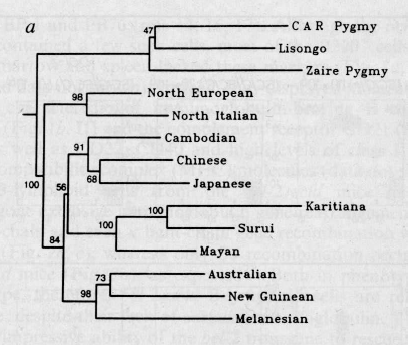 a
47
C A R Pygmy
Lisongo
Zaire Pygmy
98
North European
North Italian
Cambodian
91
Chinese
68
Japanese
100
56
100
Karitiana
100
Surui
Mayan
84
73
Australian
New Guinean
98
Melanesian